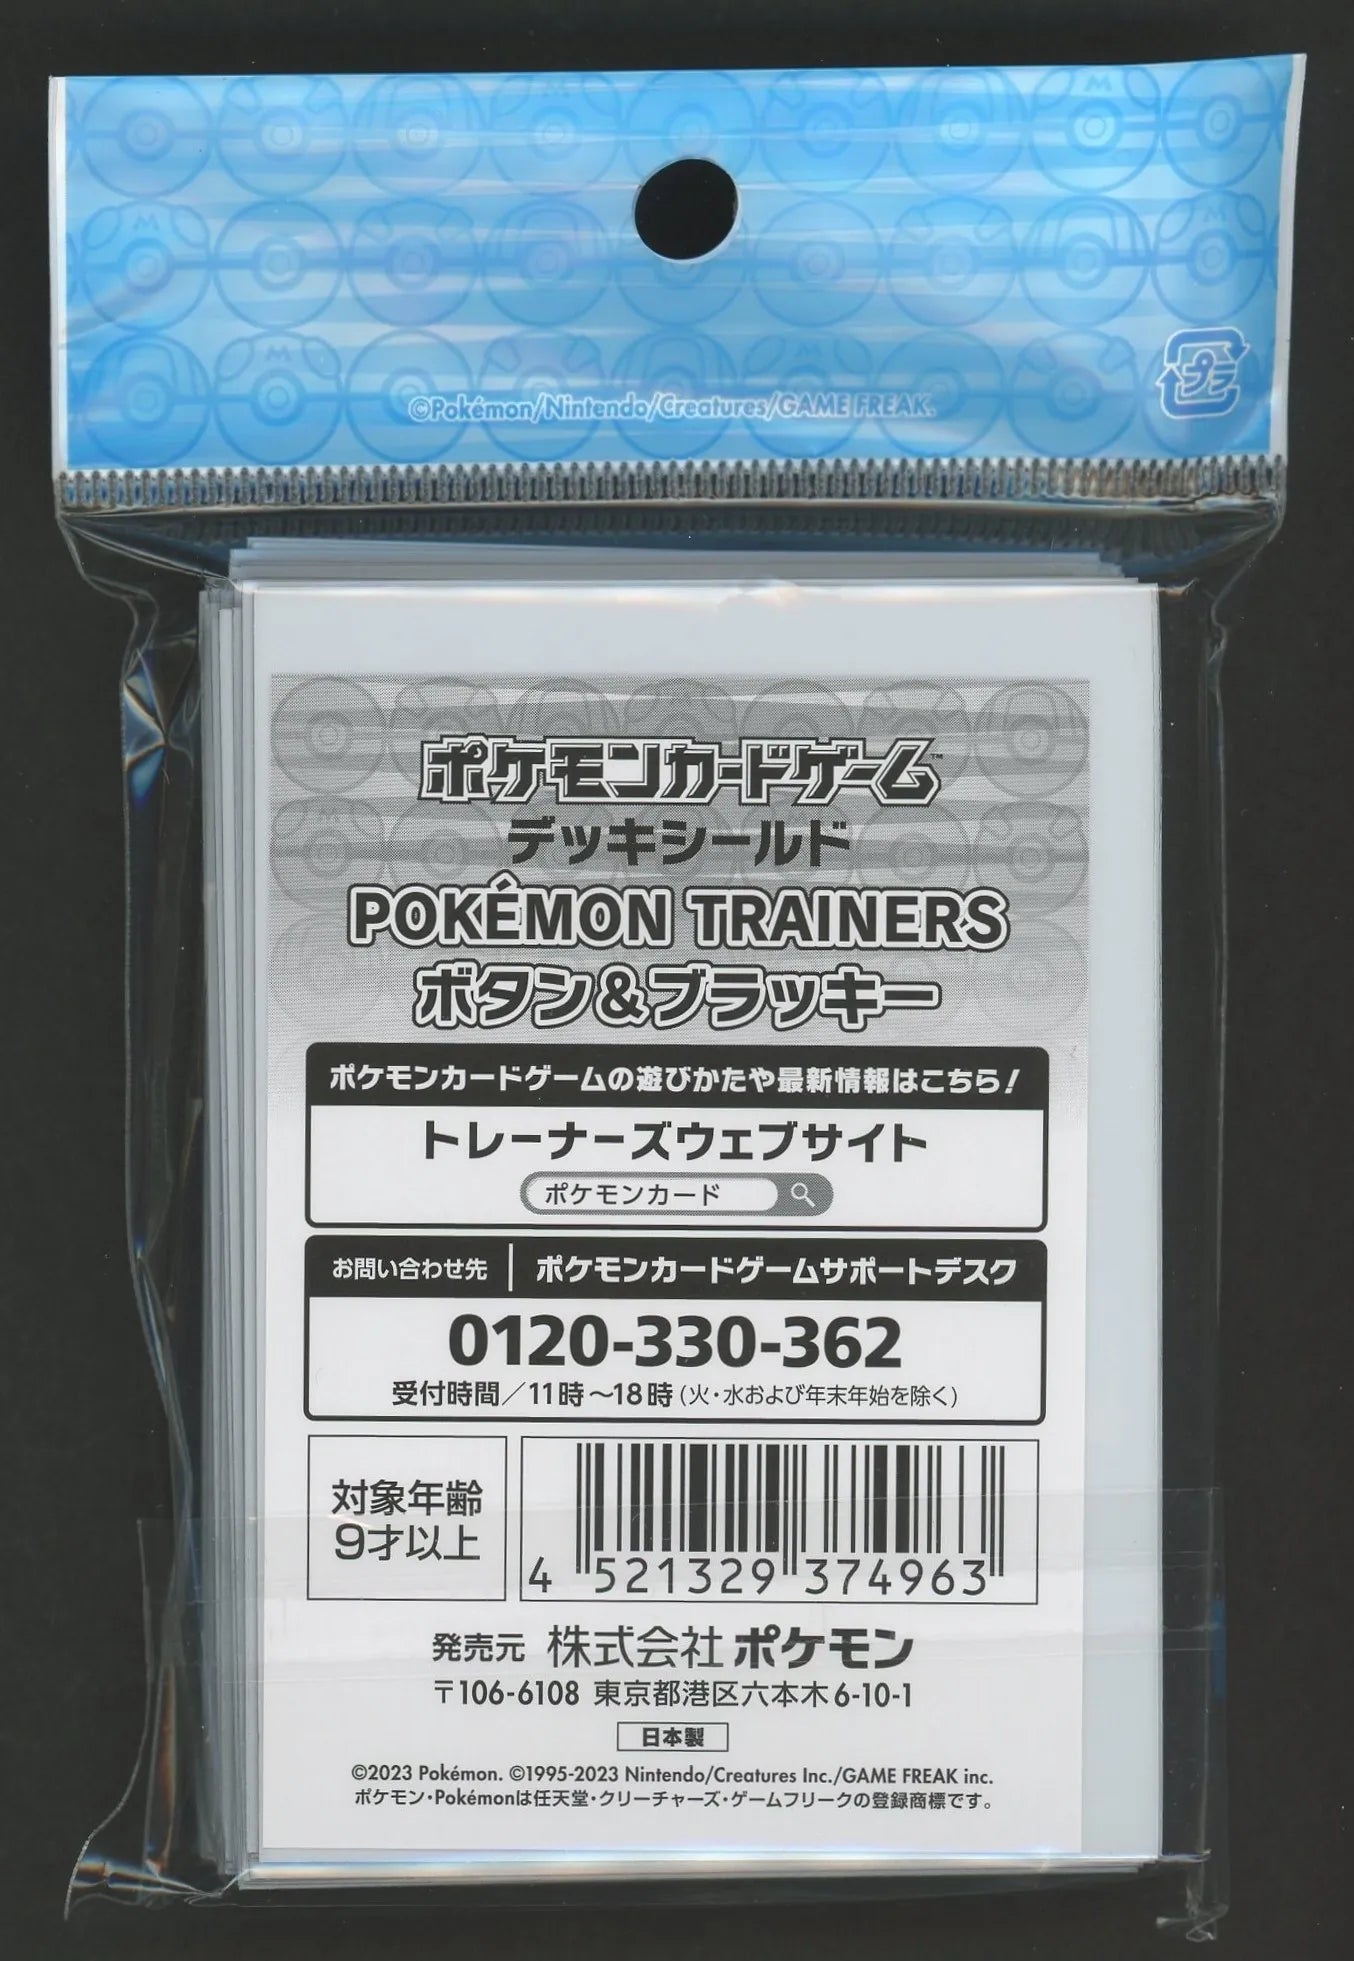 ©Pokémon/Nintendo/Creatures/GAME FREAK.
プラ
ポケモンカードゲーム™
デッキシールド
POKÉMON TRAINERS
ボタン&ブラッキー
ポケモンカードゲームの遊びかたや最新情報はこちら!
トレーナーズウェブサイト
ポケモンカード
お問い合わせ先 ポケモンカードゲームサポートデスク
0120-330-362
受付時間/11時~18時(火・水および年末年始を除く)
対象年齢
9才以上
4 521329 374963
発売元 株式会社ポケモン
〒106-6108 東京都港区六本木6-10-1
日本製
©2023 Pokémon. ©1995-2023 Nintendo/Creatures Inc./GAME FREAK inc.
ポケモン・Pokémonは任天堂・クリーチャーズ・ゲームフリークの登録商標です。